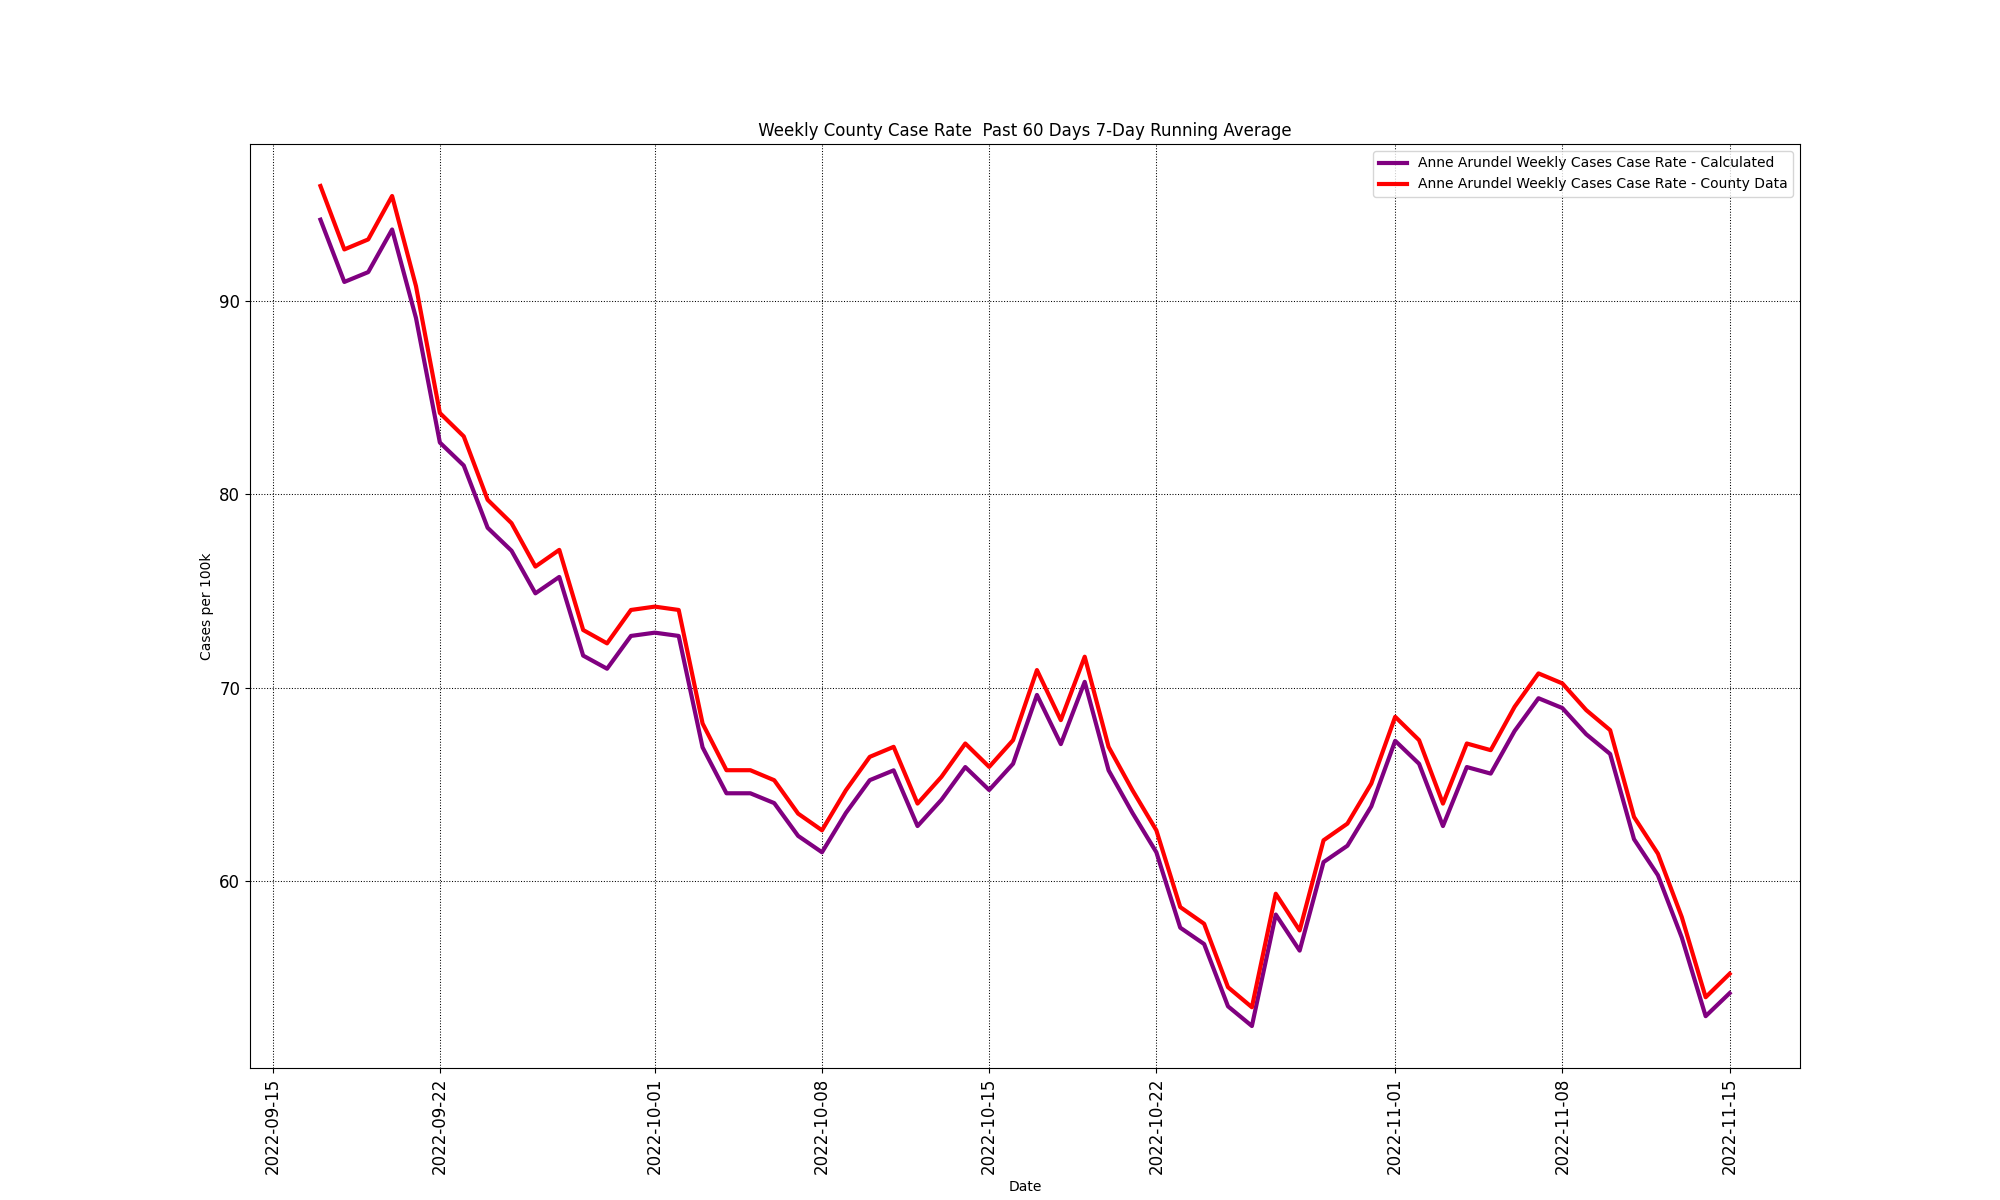 Weekly County Case Rate  Past 60 Days 7-Day Running Average
Anne Arundel Weekly Cases Case Rate - Calculated
Anne Arundel Weekly Cases Case Rate - County Data
90
80
70
60
Cases per 100k
2022-09-15
2022-09-22
2022-10-01
2022-10-08
2022-10-15
2022-10-22
2022-11-01
2022-11-08
2022-11-15
Date